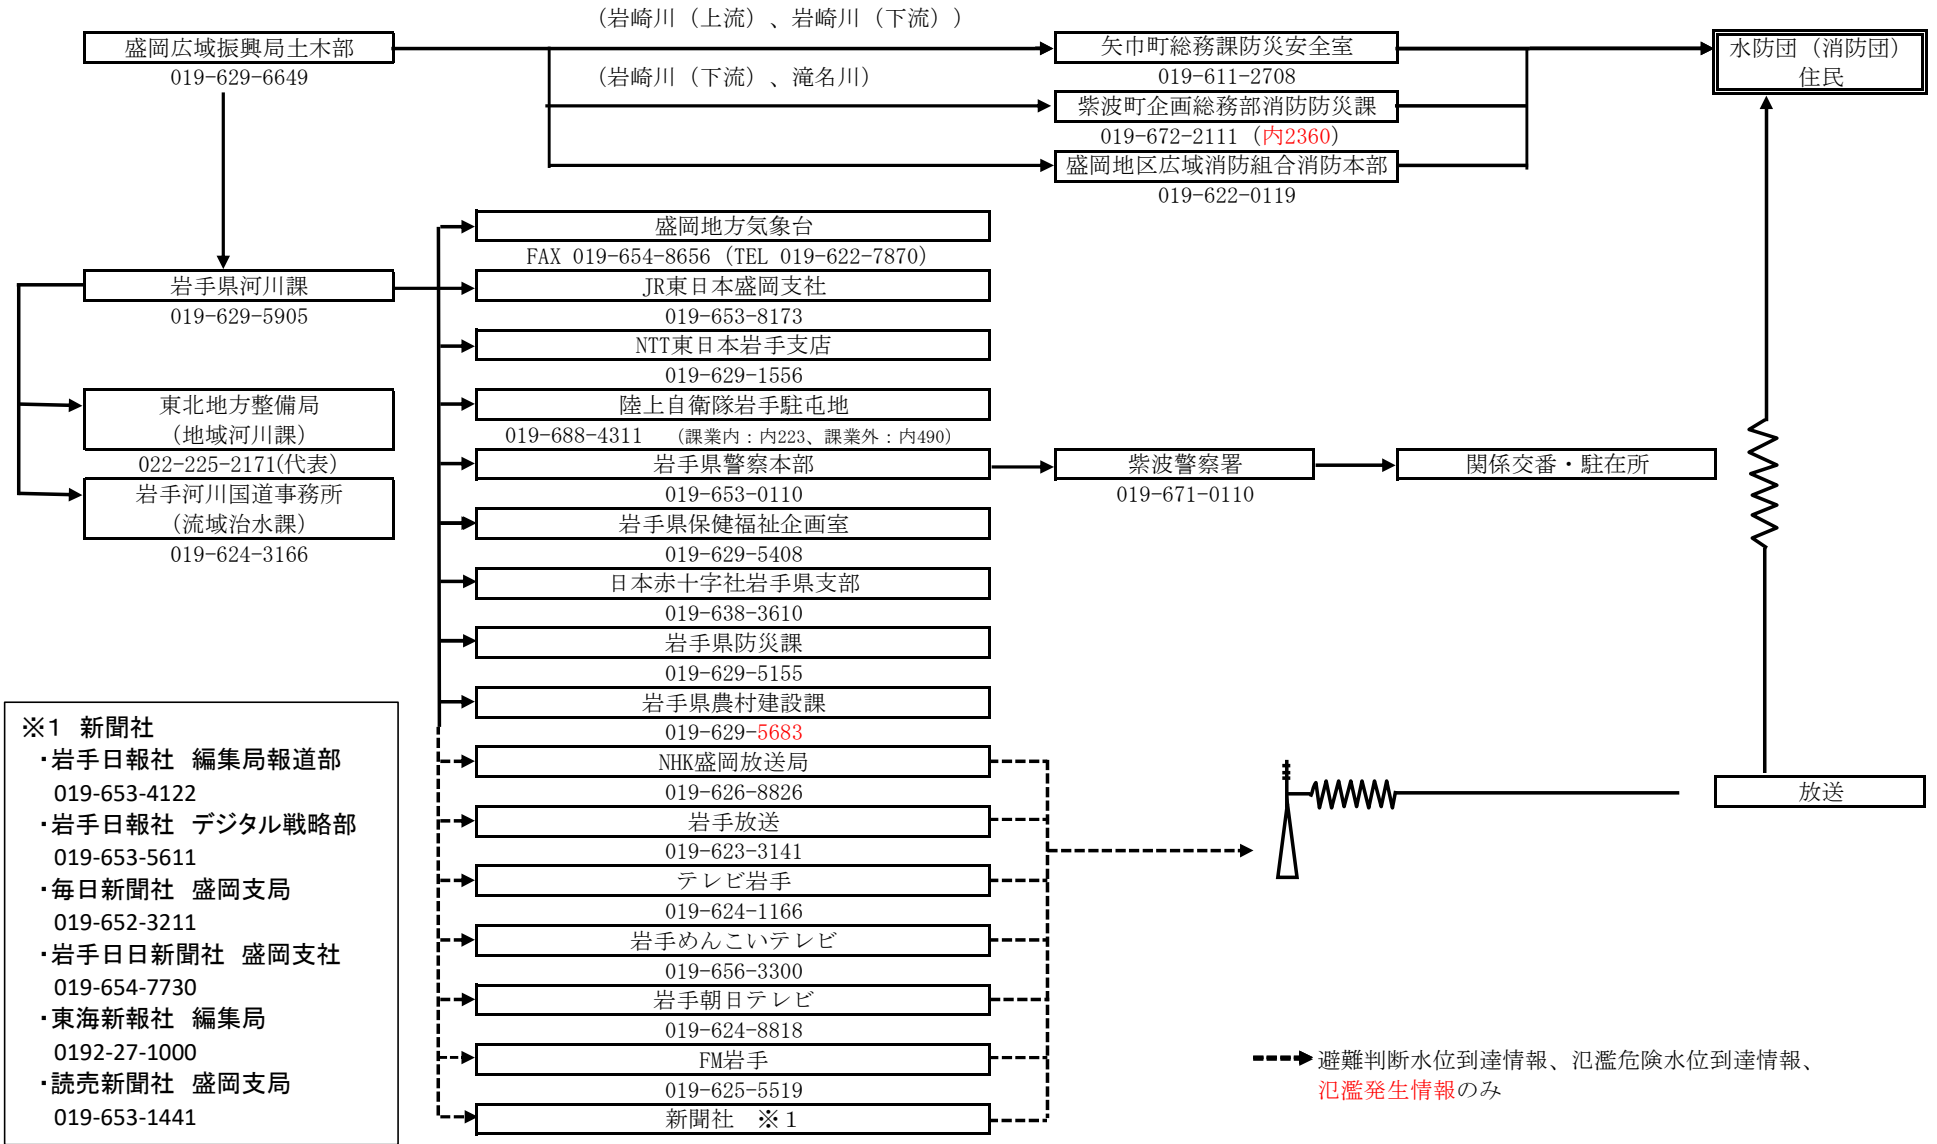 （岩崎川（上流）、岩崎川（下流））
盛岡広域振興局土木部
019-629-6649
（岩崎川（下流）、滝名川）
矢巾町総務課防災安全室
019-611-2708
紫波町企画総務部消防防災課
019-672-2111（内2360）
盛岡地区広域消防組合消防本部
019-622-0119
水防団（消防団）
住民
岩手県河川課
019-629-5905
東北地方整備局
（地域河川課）
022-225-2171(代表)
岩手河川国道事務所
（流域治水課）
019-624-3166
盛岡地方気象台
FAX 019-654-8656（TEL 019-622-7870）
JR東日本盛岡支社
019-653-8173
NTT東日本岩手支店
019-629-1556
陸上自衛隊岩手駐屯地
019-688-4311　（課業内：内223、課業外：内490）
岩手県警察本部
019-653-0110
紫波警察署
019-671-0110
関係交番・駐在所
岩手県保健福祉企画室
019-629-5408
日本赤十字社岩手県支部
019-638-3610
岩手県防災課
019-629-5155
岩手県農村建設課
019-629-5683
NHK盛岡放送局
019-626-8826
岩手放送
019-623-3141
テレビ岩手
019-624-1166
岩手めんこいテレビ
019-656-3300
岩手朝日テレビ
019-624-8818
FM岩手
019-625-5519
新聞社　※１
放送
※1　新聞社
・岩手日報社　編集局報道部
019-653-4122
・岩手日報社　デジタル戦略部
019-653-5611
・毎日新聞社　盛岡支局
019-652-3211
・岩手日日新聞社　盛岡支社
019-654-7730
・東海新報社　編集局
0192-27-1000
・読売新聞社　盛岡支局
019-653-1441
避難判断水位到達情報、氾濫危険水位到達情報、
氾濫発生情報のみ